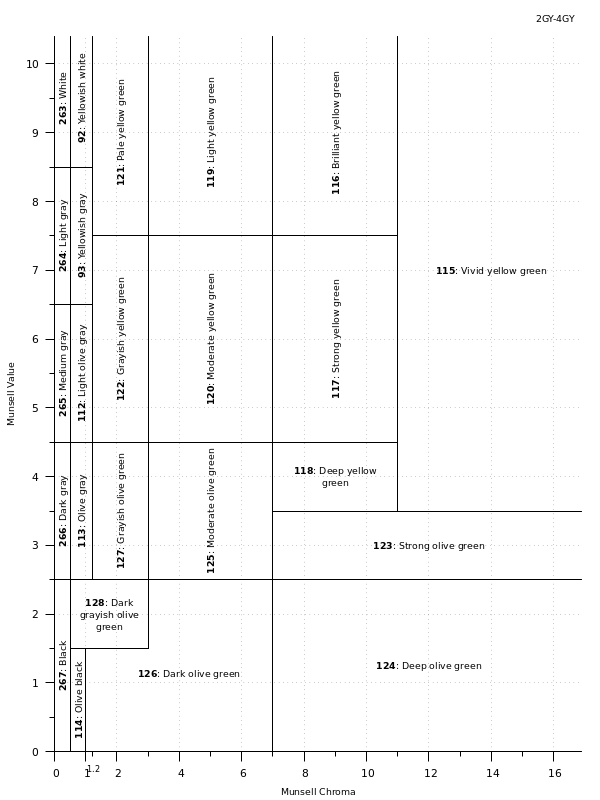 2GY-4GY
263: White
92: Yellowish white
121: Pale yellow green
119: Light yellow green
116: Brilliant yellow green
264: Light gray
93: Yellowish gray
115: Vivid yellow green
265: Medium gray
112: Light olive gray
122: Grayish yellow green
120: Moderate yellow green
117: Strong yellow green
266: Dark gray
113: Olive gray
127: Grayish olive green
125: Moderate olive green
118: Deep yellow
green
123: Strong olive green
128: Dark
grayish olive
green
267: Black
114: Olive black
126: Dark olive green
124: Deep olive green
Munsell Value
10
9
8
7
6
5
4
3
2
1
0
0 1 1.2 2 4 6 8 10 12 14 16
Munsell Chroma